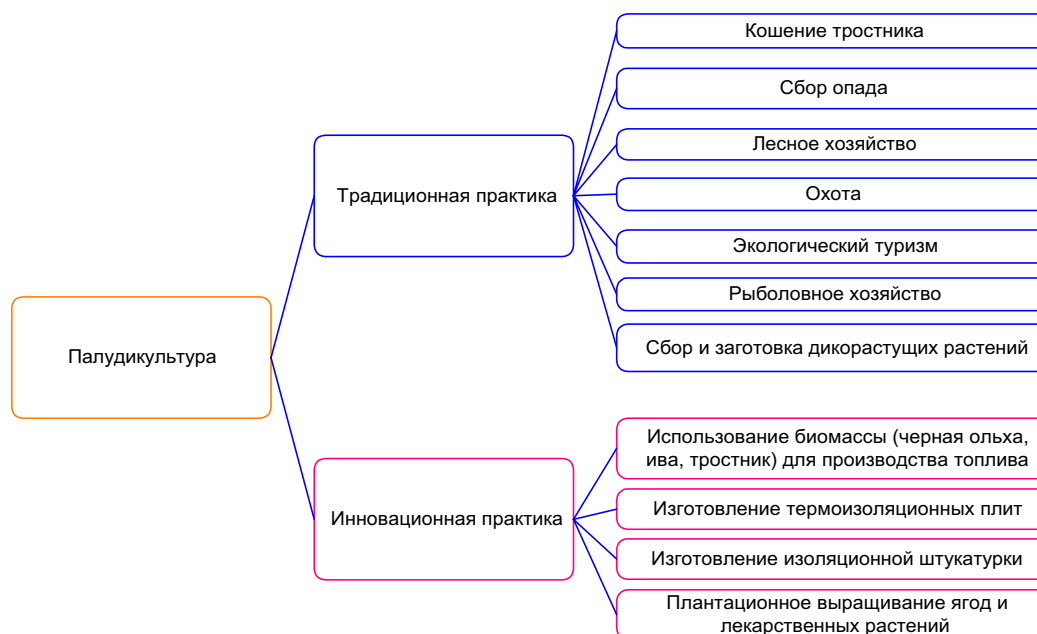 Кошение тростника
Сбор опада
Лесное хозяйство
Традиционная практика
Охота
Экологический туризм
Рыболовное хозяйство
Палудикультура
Сбор и заготовка дикорастущих растений
Использование биомассы (черная ольха,
ива, тростник) для производства топлива
Инновационная практика
Изготовление термоизоляционных плит
Изготовление изоляционной штукатурки
Плантационное выращивание ягод и
лекарственных растений